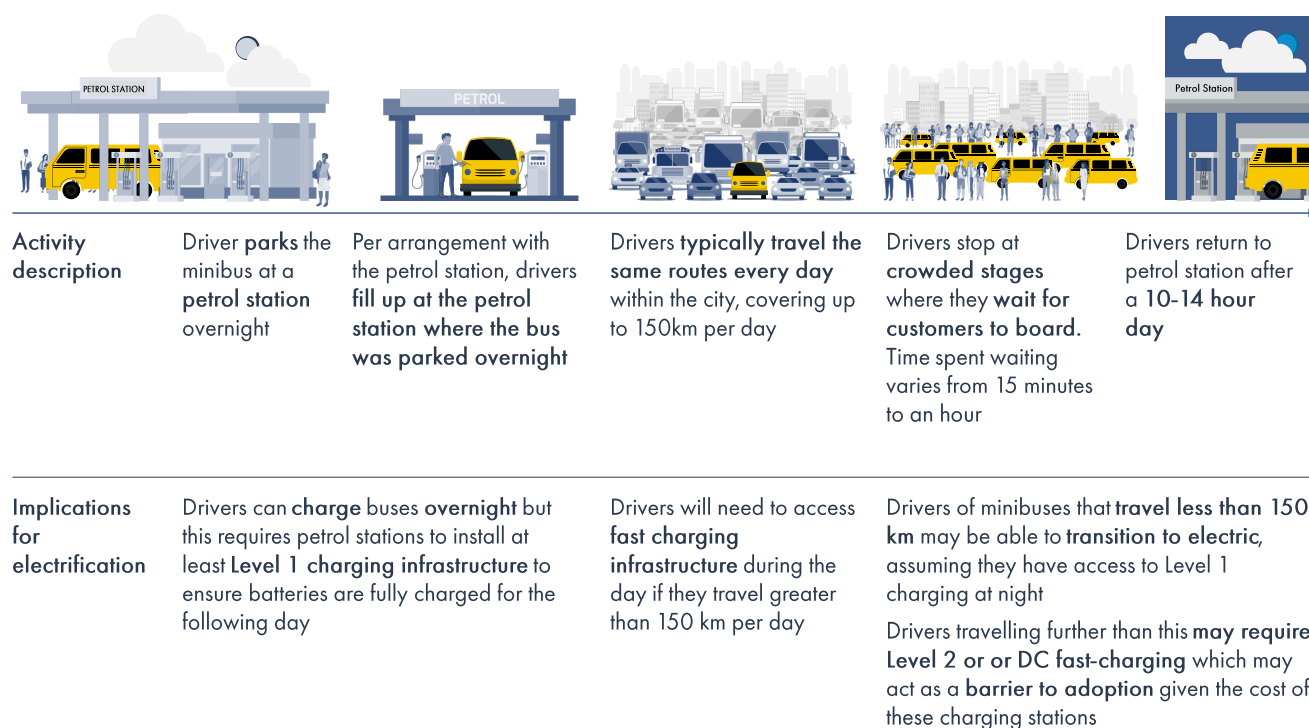 PETROL STATION
PETROL
Petrol Station
Activity
description
Driver parks the
minibus at a
petrol station
overnight
Per arrangement with
the petrol station, drivers
fill up at the petrol
station where the bus
was parked overnight
Drivers typically travel the
same routes every day
within the city, covering up
to 150km per day
Drivers stop at
crowded stages
where they wait for
customers to board.
Time spent waiting
varies from 15 minutes
to an hour
Drivers return to
petrol station after
a 10-14 hour
day
Implications
for
electrification
Drivers can charge buses overnight but
this requires petrol stations to install at
least Level 1 charging infrastructure to
ensure batteries are fully charged for the
following day
Drivers will need to access
fast charging
infrastructure during the
day if they travel greater
than 150 km per day
Drivers of minibuses that travel less than 150
km may be able to transition to electric,
assuming they have access to Level 1
charging at night
Drivers travelling further than this may require
Level 2 or or DC fast-charging which may
act as a barrier to adoption given the cost of
these charging stations